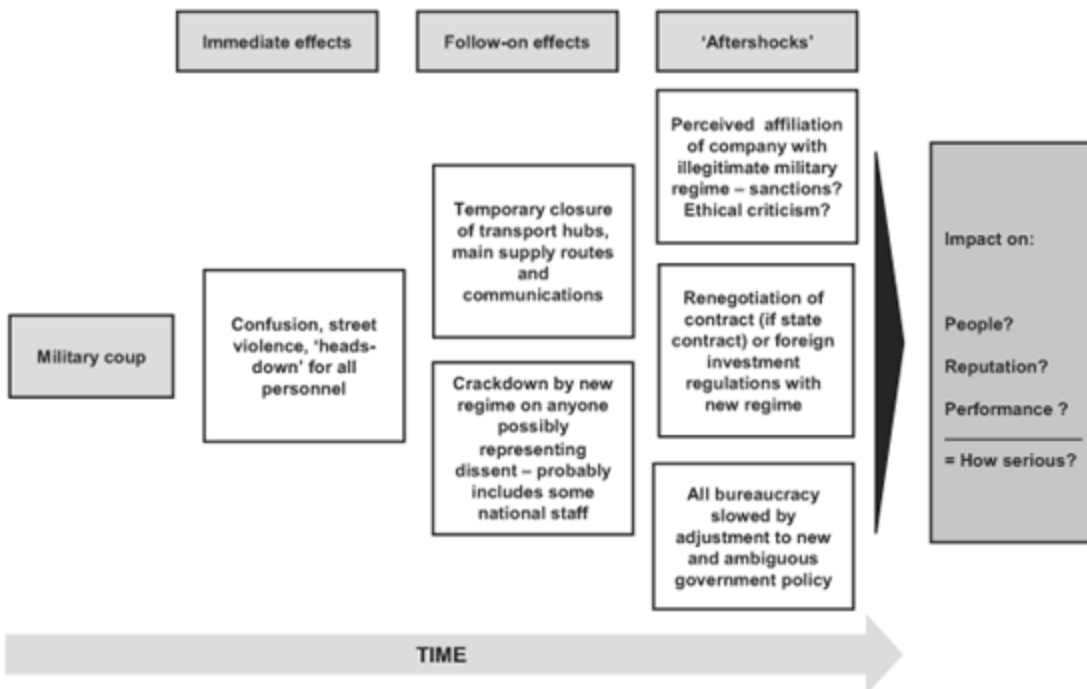 Immediate effects
Follow-on effects
‘Aftershocks’
Military coup
Confusion, street
violence, ‘heads-
down’ for all
personnel
Temporary closure
of transport hubs,
main supply routes
and
communications
Crackdown by new
regime on anyone
possibly
representing
dissent – probably
includes some
national staff
Perceived affiliation
of company with
illegitimate military
regime – sanctions?
Ethical criticism?
Renegotiation of
contract (if state
contract) or foreign
investment
regulations with
new regime
All bureaucracy
slowed by
adjustment to new
and ambiguous
government policy
Impact on:
People?
Reputation?
Performance ?
= How serious?
TIME